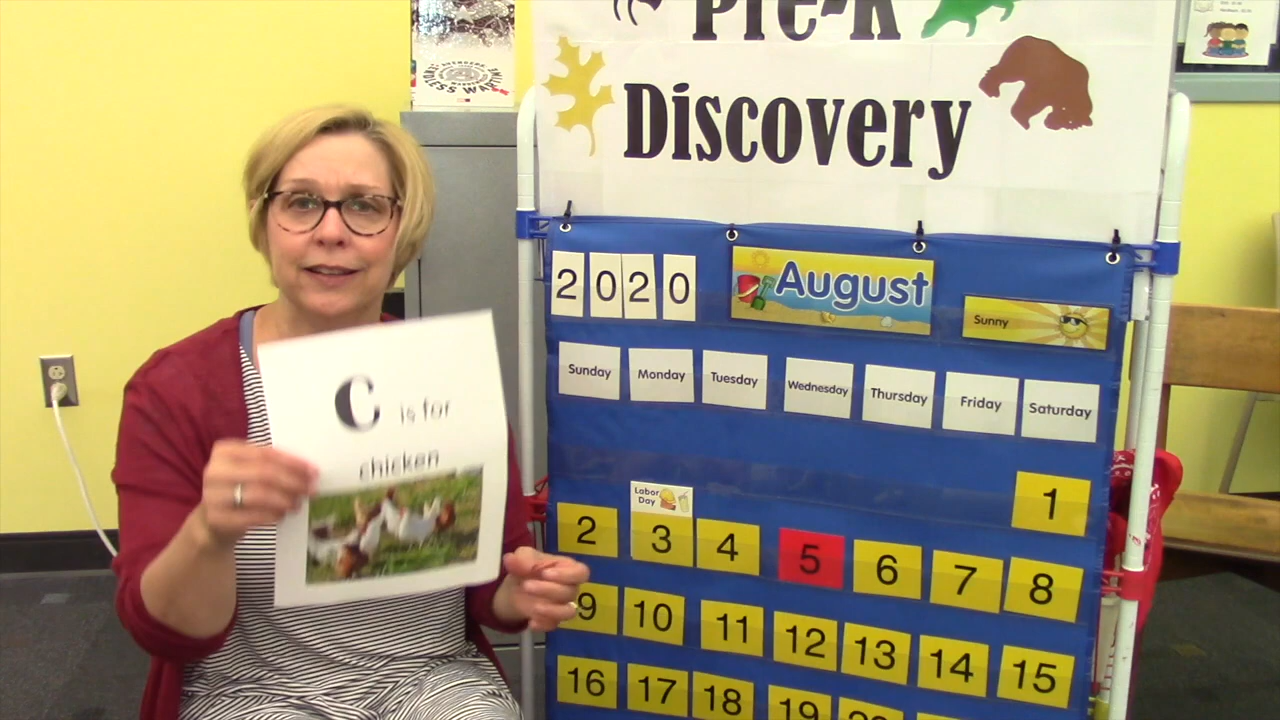 Pre-K
Discovery
2020
August
Sunny
Sunday Monday Tuesday Wednesday Thursday Friday Saturday
1
Labor
Day
2 3 4 5 6 7 8
9 10 11 12 13 14 15
16 17 18 19
C is for
chicken